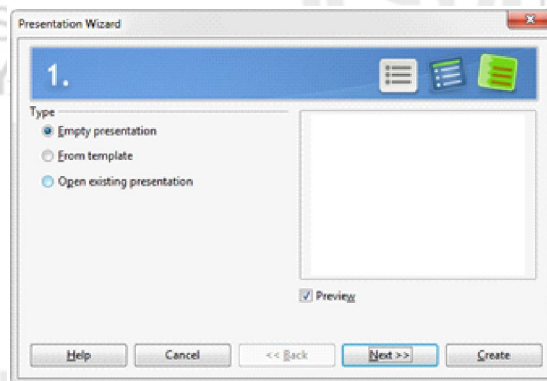 Presentation Wizard
1.
Type
Empty presentation
From template
Open existing presentation
Preview
Help
Cancel
<< Back
Next >>
Create